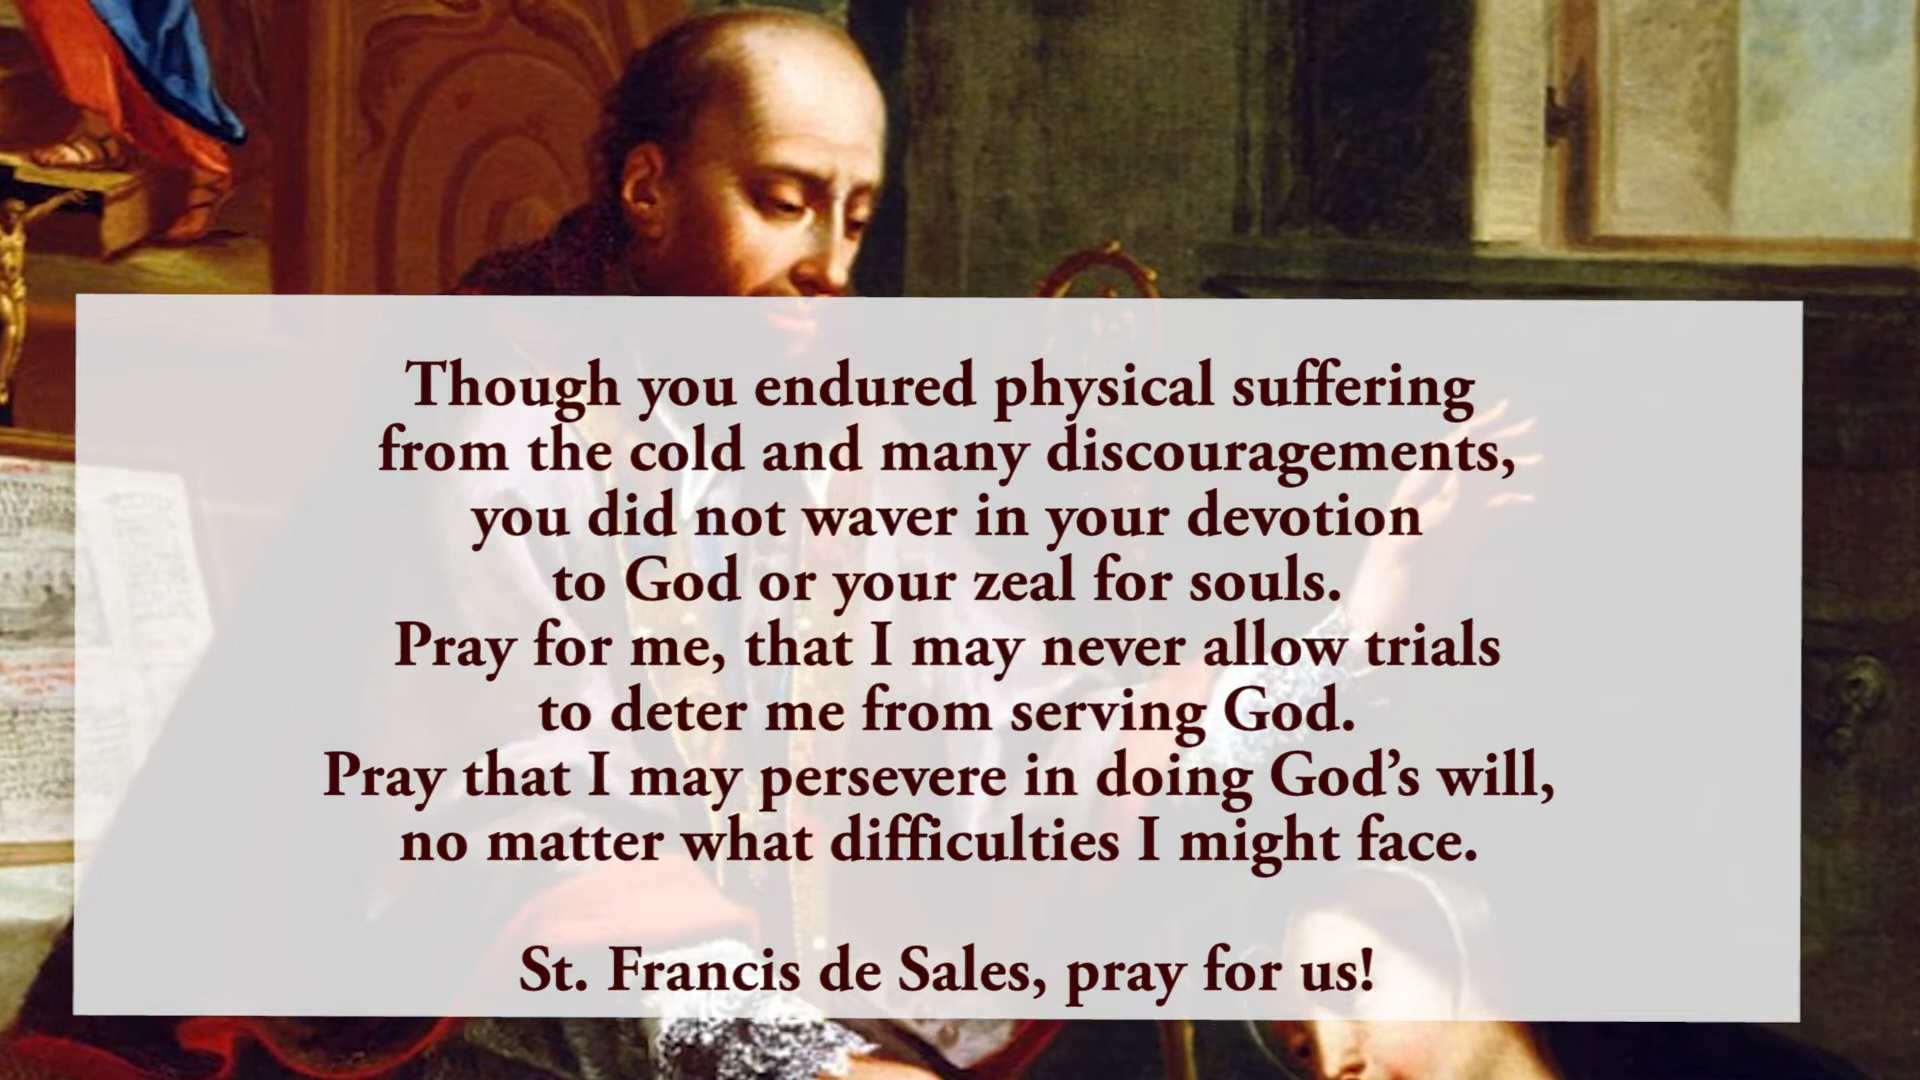 Though you endured physical suffering
from the cold and many discouragements,
you did not waver in your devotion
to God or your zeal for souls.
Pray for me, that I may never allow trials
to deter me from serving God.
Pray that I may persevere in doing God’s will,
no matter what difficulties I might face.
St. Francis de Sales, pray for us!